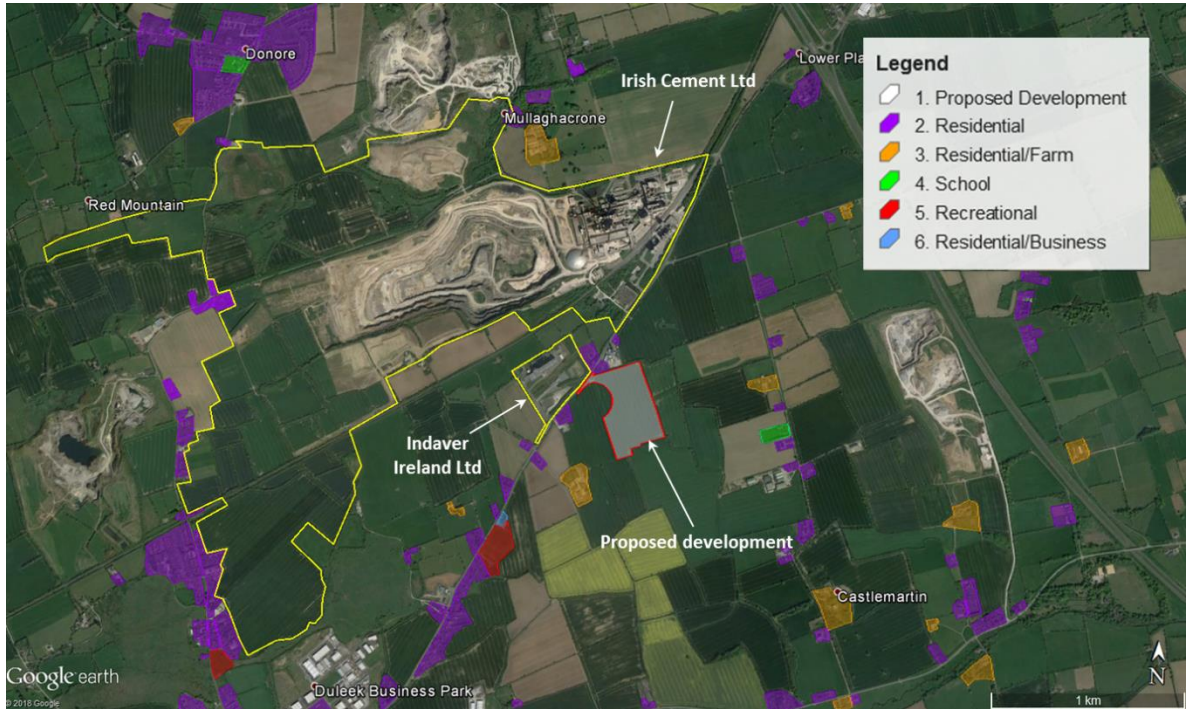 Donore
Irish Cement Ltd
Lower Pla
Legend
1. Proposed Development
2. Residential
3. Residential/Farm
4. School
5. Recreational
6. Residential/Business
Mullaghacrone
Red Mountain
Indaver
Ireland Ltd
Proposed development
Castlemartin
Google earth
© 2018 Google
Duleek Business Park
N
1 km